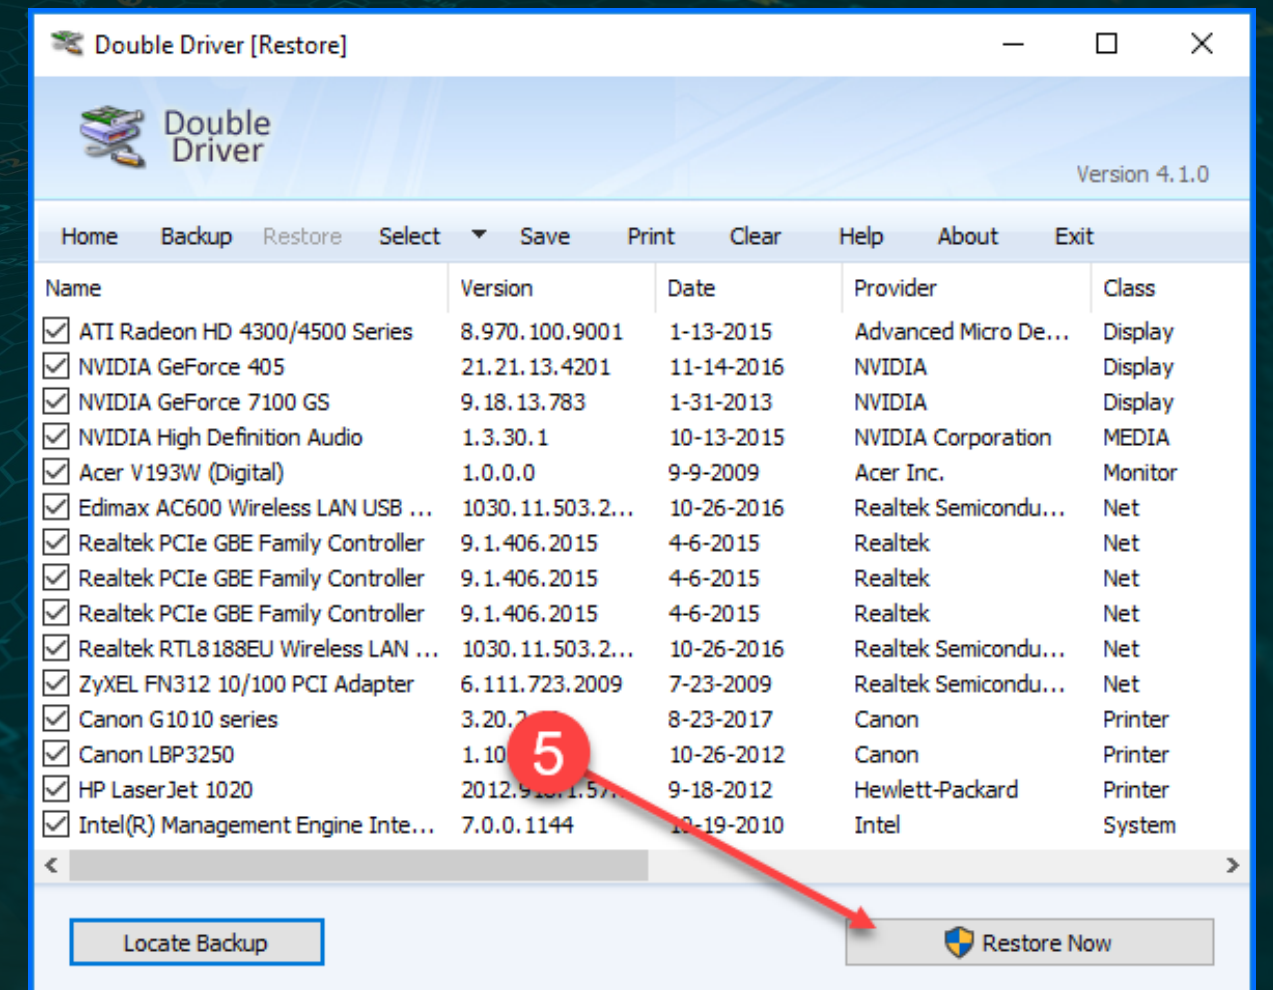 Double Driver [Restore]
Double
Driver
Version 4.1.0
Home Backup Restore Select Save Print Clear Help About Exit
Name Version Date Provider Class
ATI Radeon HD 4300/4500 Series 8.970.100.9001 1-13-2015 Advanced Micro De... Display
NVIDIA GeForce 405 21.21.13.4201 11-14-2016 NVIDIA Display
NVIDIA GeForce 7100 GS 9.18.13.783 1-31-2013 NVIDIA Display
NVIDIA High Definition Audio 1.3.30.1 10-13-2015 NVIDIA Corporation MEDIA
Acer V193W (Digital) 1.0.0.0 9-9-2009 Acer Inc. Monitor
Edimax AC600 Wireless LAN USB ... 1030.11.503.2... 10-26-2016 Realtek Semicondu... Net
Realtek PCIe GBE Family Controller 9.1.406.2015 4-6-2015 Realtek Net
Realtek PCIe GBE Family Controller 9.1.406.2015 4-6-2015 Realtek Net
Realtek PCIe GBE Family Controller 9.1.406.2015 4-6-2015 Realtek Net
Realtek RTL8188EU Wireless LAN ... 1030.11.503.2... 10-26-2016 Realtek Semicondu... Net
ZyXEL FN312 10/100 PCI Adapter 6.111.723.2009 7-23-2009 Realtek Semicondu... Net
Canon G1010 series 8-23-2017 Canon Printer
Canon LBP3250 10-26-2012 Canon Printer
5
HP LaserJet 1020 9-18-2012 Hewlett-Packard Printer
Intel(R) Management Engine Inte... 7.0.0.1144 Intel System
Locate Backup Restore Now